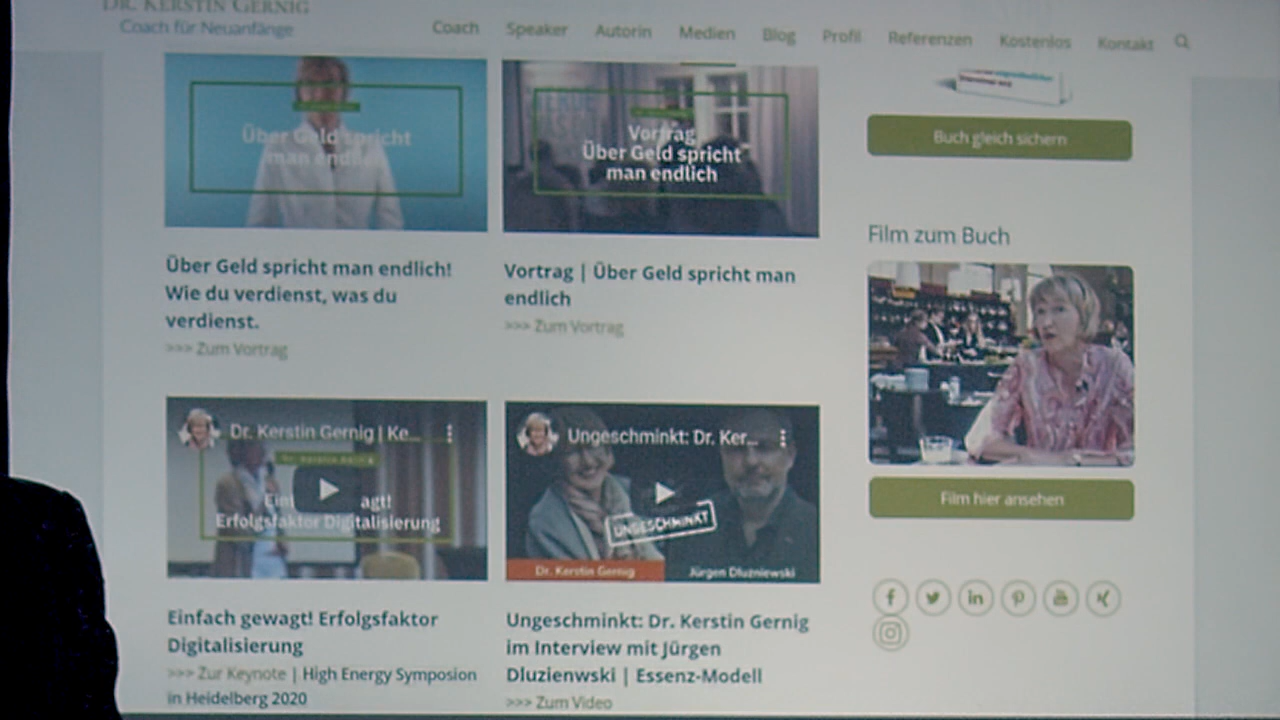 DR. KERSTIN GERNIG
Coach für Neuanfänge
Coach Speaker Autorin Medien Blog Profil Referenzen Kostenlos Kontakt
Über Geld spricht
man endlich
Vortrag
Über Geld spricht
man endlich
Buch gleich sichern
Über Geld spricht man endlich!
Wie du verdienst, was du
verdienst.
>>> Zum Vortrag
Vortrag | Über Geld spricht man
endlich
>>> Zum Vortrag
Film zum Buch
Film hier ansehen
Dr. Kerstin Gernig | Ke...
agt!
Erfolgsfaktor Digitalisierung
Ungeschminkt: Dr. Ker...
UNGESCHMINKT
Dr. Kerstin Gernig
Jürgen Dluzniewski
Einfach gewagt! Erfolgsfaktor
Digitalisierung
>>> Zur Keynote | High Energy Symposion
in Heidelberg 2020
Ungeschminkt: Dr. Kerstin Gernig
im Interview mit Jürgen
Dluzienwski | Essenz-Modell
>>> Zum Video